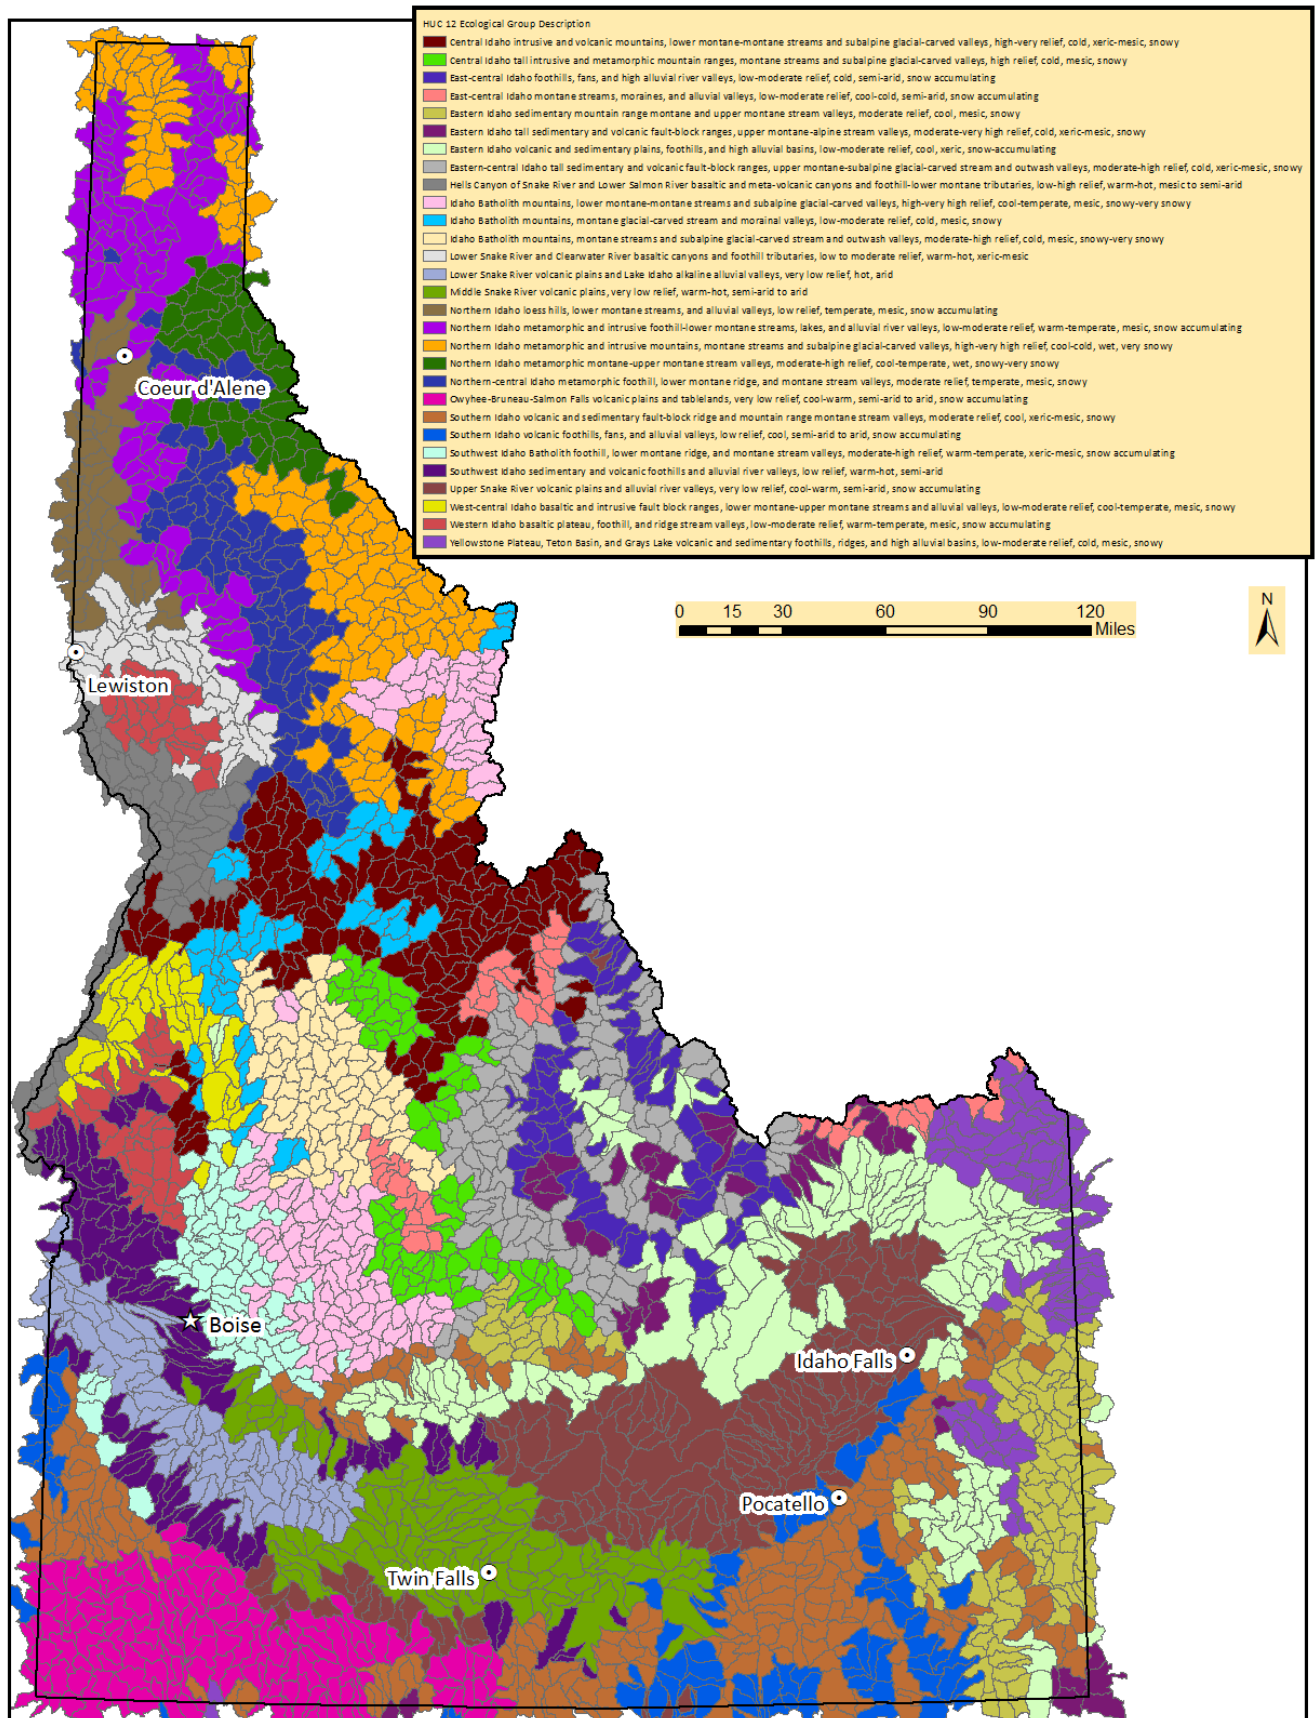 HUC 12 Ecological Group Description
Central Idaho intrusive and volcanic mountains, lower montane-montane streams and subalpine glacial-carved valleys, high-very relief, cold, xeric-mesic, snowy
Central Idaho tall intrusive and metamorphic mountain ranges, montane streams and subalpine glacial-carved valleys, high relief, cold, mesic, snowy
East-central Idaho foothills, fans, and high alluvial river valleys, low-moderate relief, cold, semi-arid, snow accumulating
East-central Idaho montane streams, moraines, and alluvial valleys, low-moderate relief, cool-cold, semi-arid, snow accumulating
Eastern Idaho sedimentary mountain range montane and upper montane stream valleys, moderate relief, cool, mesic, snowy
Eastern Idaho tall sedimentary and volcanic fault-block ranges, upper montane-alpine stream valleys, moderate-very high relief, cold, xeric-mesic, snowy
Eastern Idaho volcanic and sedimentary plains, foothills, and high alluvial basins, low-moderate relief, cool, xeric, snow-accumulating
Eastern-central Idaho tall sedimentary and volcanic fault-block ranges, upper montane-subalpine glacial-carved stream and outwash valleys, moderate-high relief, cold, xeric-mesic, snowy
Hells Canyon of Snake River and Lower Salmon River basaltic and meta-volcanic canyons and foothill-lower montane tributaries, low-high relief, warm-hot, mesic to semi-arid
Idaho Batholith mountains, lower montane-montane streams and subalpine glacial-carved valleys, high-very high relief, cool-temperate, mesic, snowy-very snowy
Idaho Batholith mountains, montane glacial-carved stream and morainal valleys, low-moderate relief, cold, mesic, snowy
Idaho Batholith mountains, montane streams and subalpine glacial-carved stream and outwash valleys, moderate-high relief, cold, mesic, snowy-very snowy
Lower Snake River and Clearwater River basaltic canyons and foothill tributaries, low to moderate relief, warm-hot, xeric-mesic
Lower Snake River volcanic plains and Lake Idaho alkaline alluvial valleys, very low relief, hot, arid
Middle Snake River volcanic plains, very low relief, warm-hot, semi-arid to arid
Northern Idaho loess hills, lower montane streams, and alluvial valleys, low relief, temperate, mesic, snow accumulating
Northern Idaho metamorphic and intrusive foothill-lower montane streams, lakes, and alluvial river valleys, low-moderate relief, warm-temperate, mesic, snow accumulating
Northern Idaho metamorphic and intrusive mountains, montane streams and subalpine glacial-carved valleys, high-very high relief, cool-cold, wet, very snowy
Northern Idaho metamorphic montane-upper montane stream valleys, moderate-high relief, cool-temperate, wet, snowy-very snowy
Northern-central Idaho metamorphic foothill, lower montane ridge, and montane stream valleys, moderate relief, temperate, mesic, snowy
Owyhee-Bruneau-Salmon Falls volcanic plains and tablelands, very low relief, cool-warm, semi-arid to arid, snow accumulating
Southern Idaho volcanic and sedimentary fault-block ridge and mountain range montane stream valleys, moderate relief, cool, xeric-mesic, snowy
Southern Idaho volcanic foothills, fans, and alluvial valleys, low relief, cool, semi-arid to arid, snow accumulating
Southwest Idaho Batholith foothill, lower montane ridge, and montane stream valleys, moderate-high relief, warm-temperate, xeric-mesic, snow accumulating
Southwest Idaho sedimentary and volcanic foothills and alluvial river valleys, low relief, warm-hot, semi-arid
Upper Snake River volcanic plains and alluvial river valleys, very low relief, cool-warm, semi-arid, snow accumulating
West-central Idaho basaltic and intrusive fault block ranges, lower montane-upper montane streams and alluvial valleys, low-moderate relief, cool-temperate, mesic, snowy
Western Idaho basaltic plateau, foothill, and ridge stream valleys, low-moderate relief, warm-temperate, mesic, snow accumulating
Yellowstone Plateau, Teton Basin, and Grays Lake volcanic and sedimentary foothills, ridges, and high alluvial basins, low-moderate relief, cold, mesic, snowy
Coeur d'Alene
0 15 30 60 90 120
Miles
N
Lewiston
Boise
Idaho Falls
Pocatello
Twin Falls